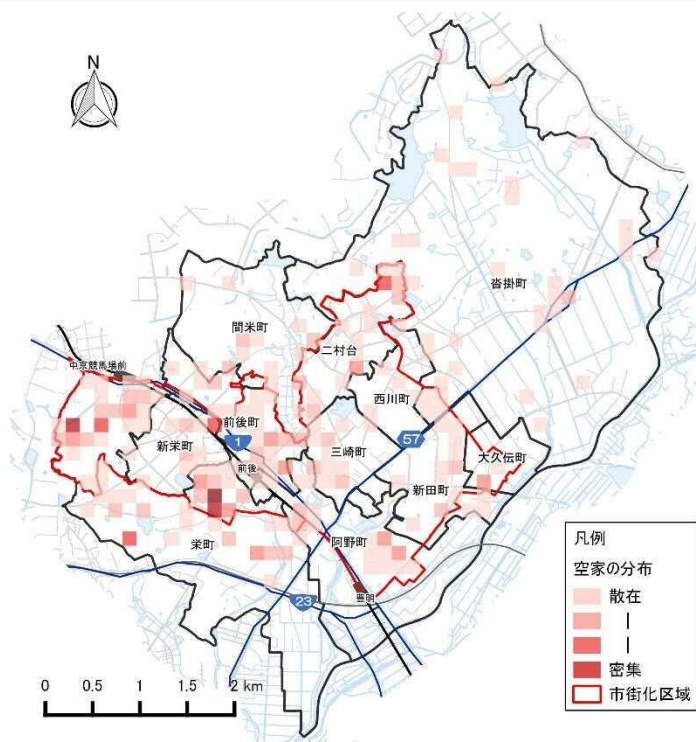 N
沓掛町
間米町
二村台
中京競馬場前
西川町
前後町
1
57
新栄町
三崎町
大久伝町
前後
新田町
栄町
阿野町
豊明
23
凡例
空家の分布
散在
密集
市街化区域
0 0.5 1 1.5 2 km